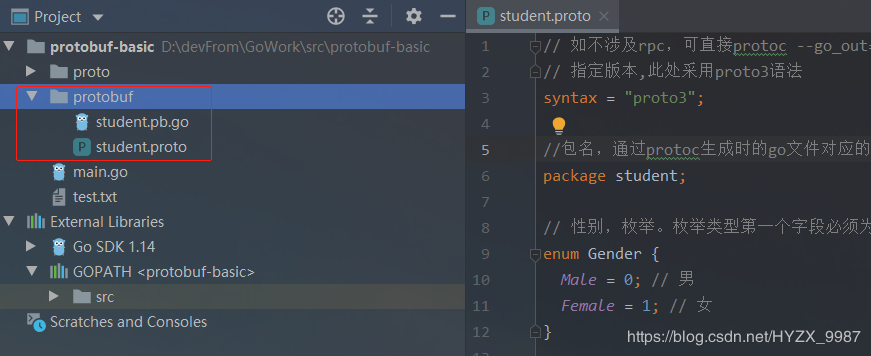 Project
protobuf-basic D:\devFrom\GoWork\src\protobuf-basic
proto
protobuf
student.pb.go
student.proto
main.go
test.txt
External Libraries
Go SDK 1.14
GOPATH <protobuf-basic>
src
Scratches and Consoles
student.proto
1 // 如不涉及rpc，可直接protoc --go_out=
2 // 指定版本,此处采用proto3语法
3 syntax = "proto3";
4
5 //包名，通过protoc生成时的go文件对应的
6 package student;
7
8 // 性别，枚举。枚举类型第一个字段必须为
9 enum Gender {
10 Male = 0; // 男
11 Female = 1; // 女
12 }
https://blog.csdn.net/HYZX_9987